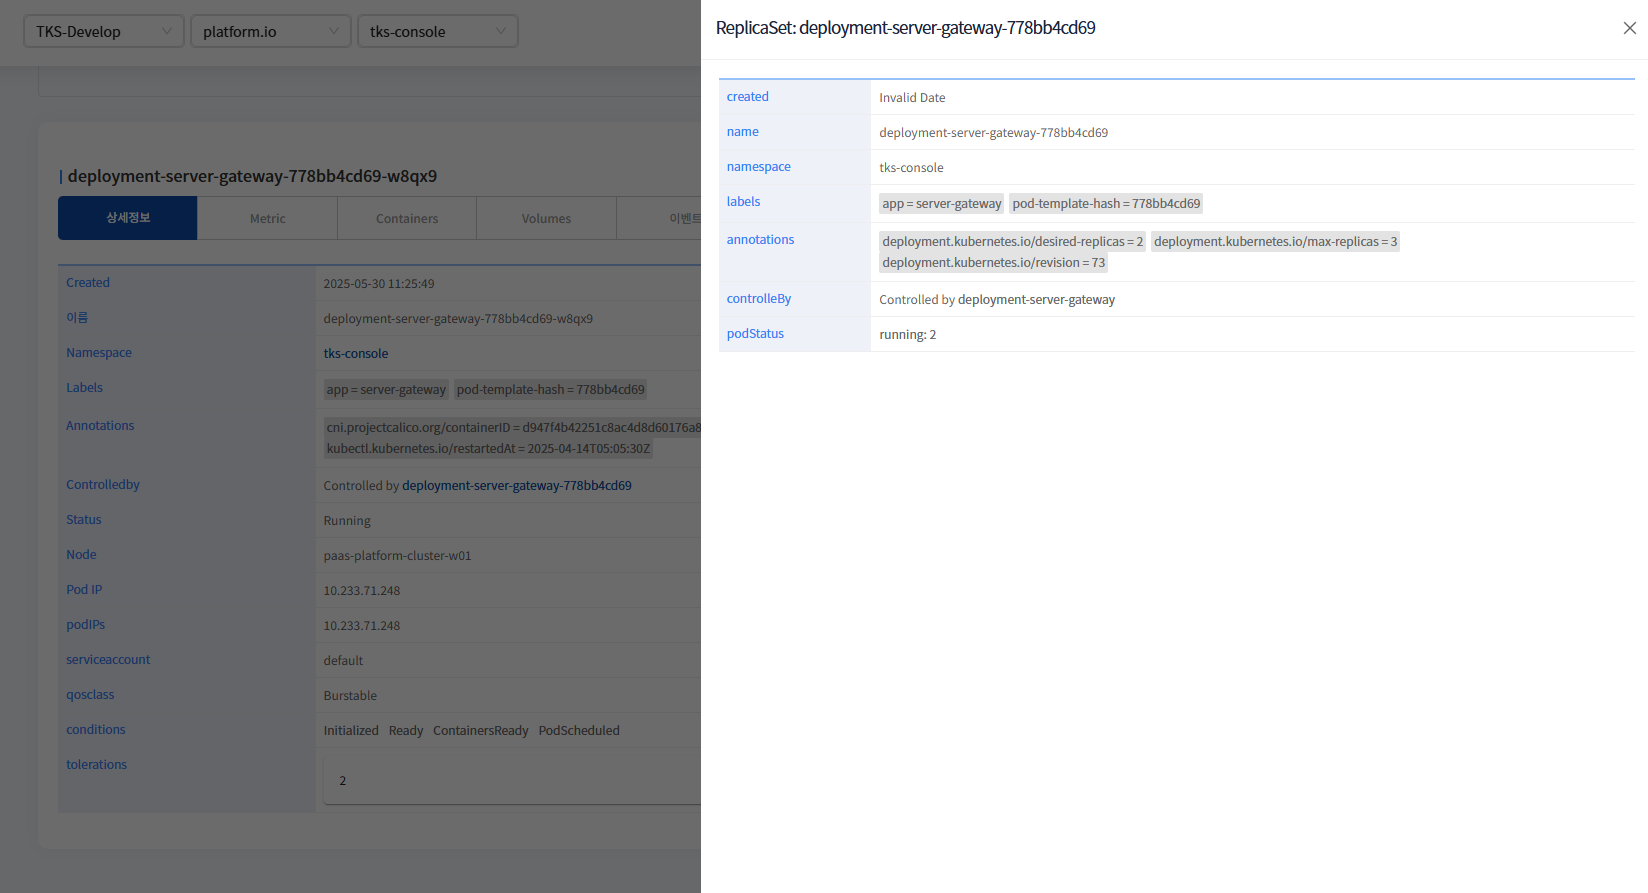 TKS-Develop platform.io tks-console
deployment-server-gateway-778bb4cd69-w8qx9
상세정보 Metric Containers Volumes 이벤트
Created 2025-05-30 11:25:49
이름 deployment-server-gateway-778bb4cd69-w8qx9
Namespace tks-console
Labels app = server-gateway pod-template-hash = 778bb4cd69
Annotations cni.projectcalico.org/containerID = d947f4b42251c8ac4d8d60176a8
kubectl.kubernetes.io/restartedAt = 2025-04-14T05:05:30Z
Controlledby Controlled by deployment-server-gateway-778bb4cd69
Status Running
Node paas-platform-cluster-w01
Pod IP 10.233.71.248
podIPs 10.233.71.248
serviceaccount default
qosclass Burstable
conditions Initialized Ready ContainersReady PodScheduled
tolerations 2
ReplicaSet: deployment-server-gateway-778bb4cd69
created Invalid Date
name deployment-server-gateway-778bb4cd69
namespace tks-console
labels app = server-gateway pod-template-hash = 778bb4cd69
annotations deployment.kubernetes.io/desired-replicas = 2 deployment.kubernetes.io/max-replicas = 3
deployment.kubernetes.io/revision = 73
controlleBy Controlled by deployment-server-gateway
podStatus running: 2